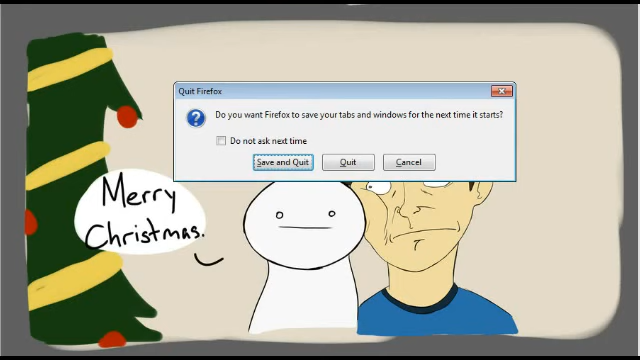 Quit Firefox
Do you want Firefox to save your tabs and windows for the next time it starts?
Do not ask next time
Save and Quit
Quit
Cancel
Merry
Christmas.